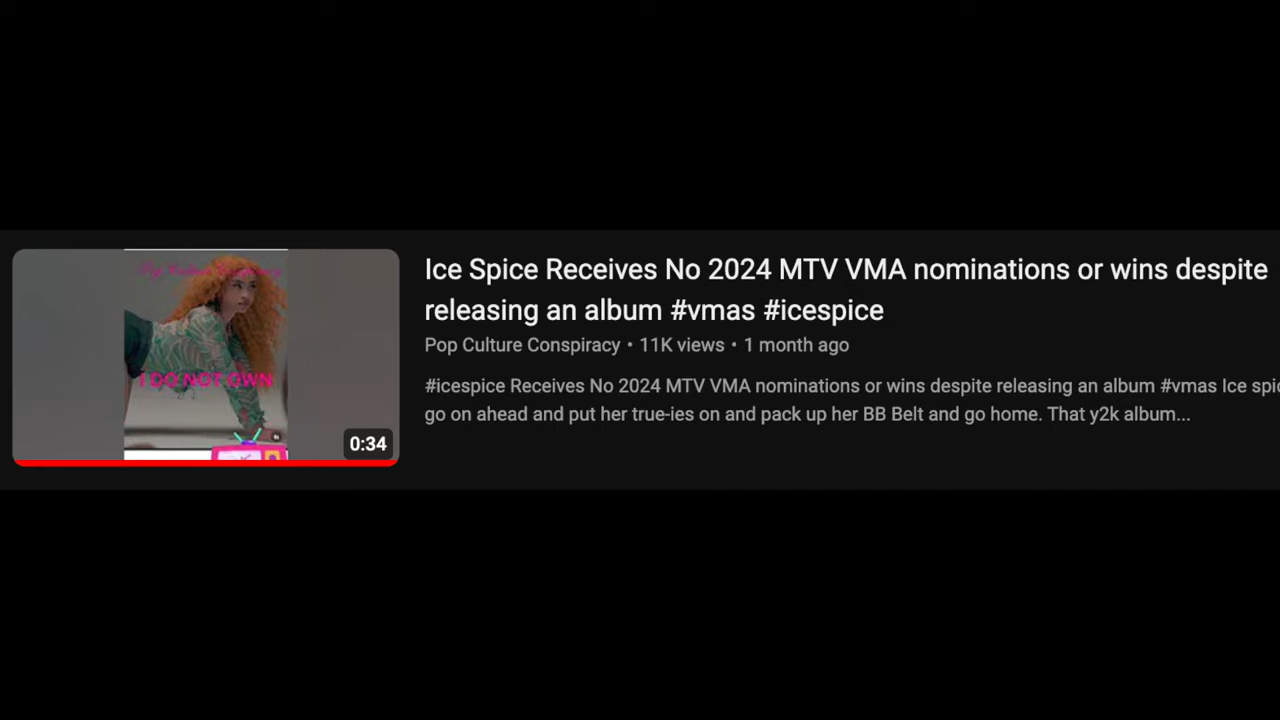 Pop Culture Conspiracy
I DO NOT OWN
0:34
Ice Spice Receives No 2024 MTV VMA nominations or wins despite
releasing an album #vmas #icespice
Pop Culture Conspiracy • 11K views • 1 month ago
#icespice Receives No 2024 MTV VMA nominations or wins despite releasing an album #vmas Ice spic
go on ahead and put her true-ies on and pack up her BB Belt and go home. That y2k album...